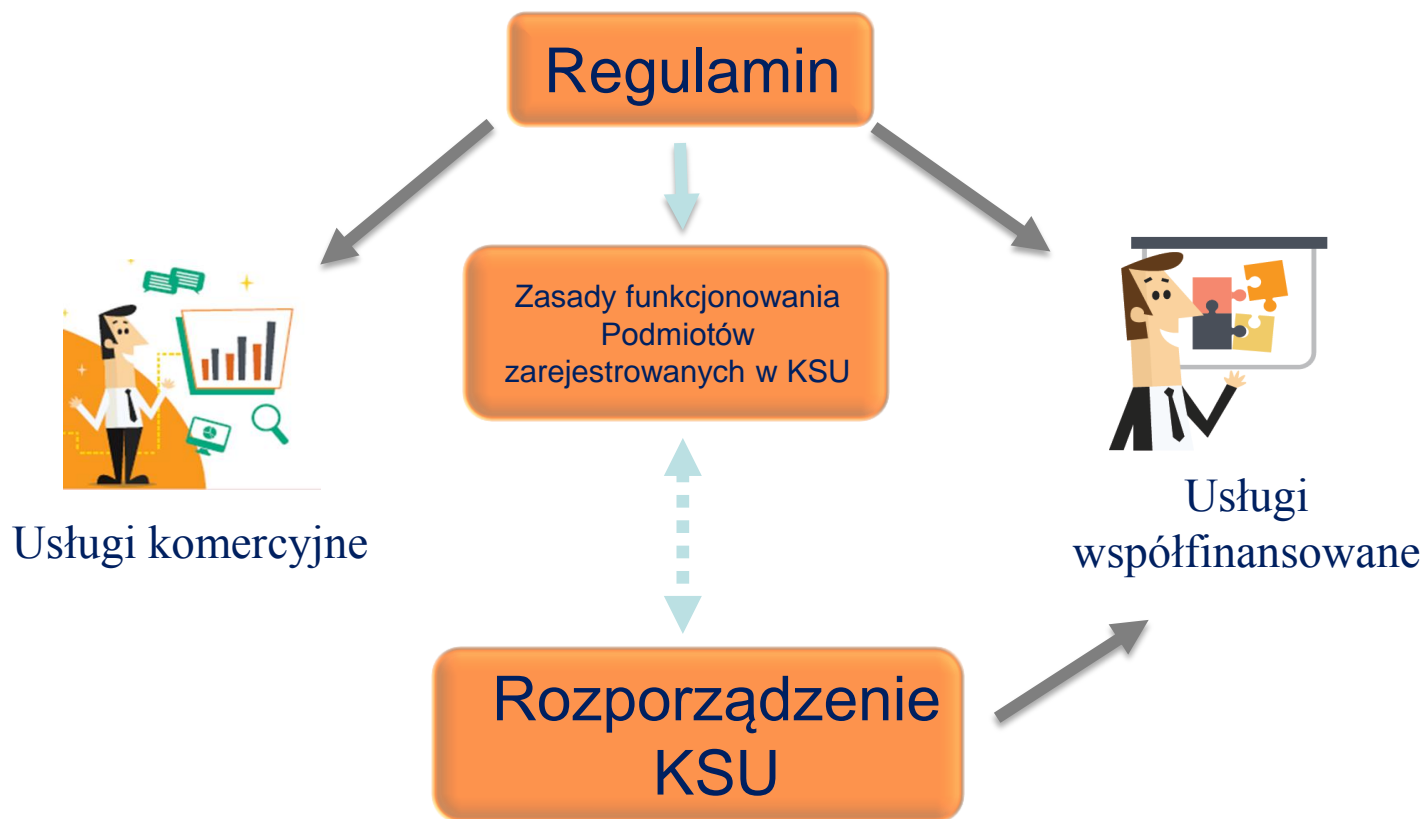 Regulamin
Zasady funkcjonowania
Podmiotów
zarejestrowanych w KSU
Usługi komercyjne
Usługi
współfinansowane
Rozporządzenie
KSU